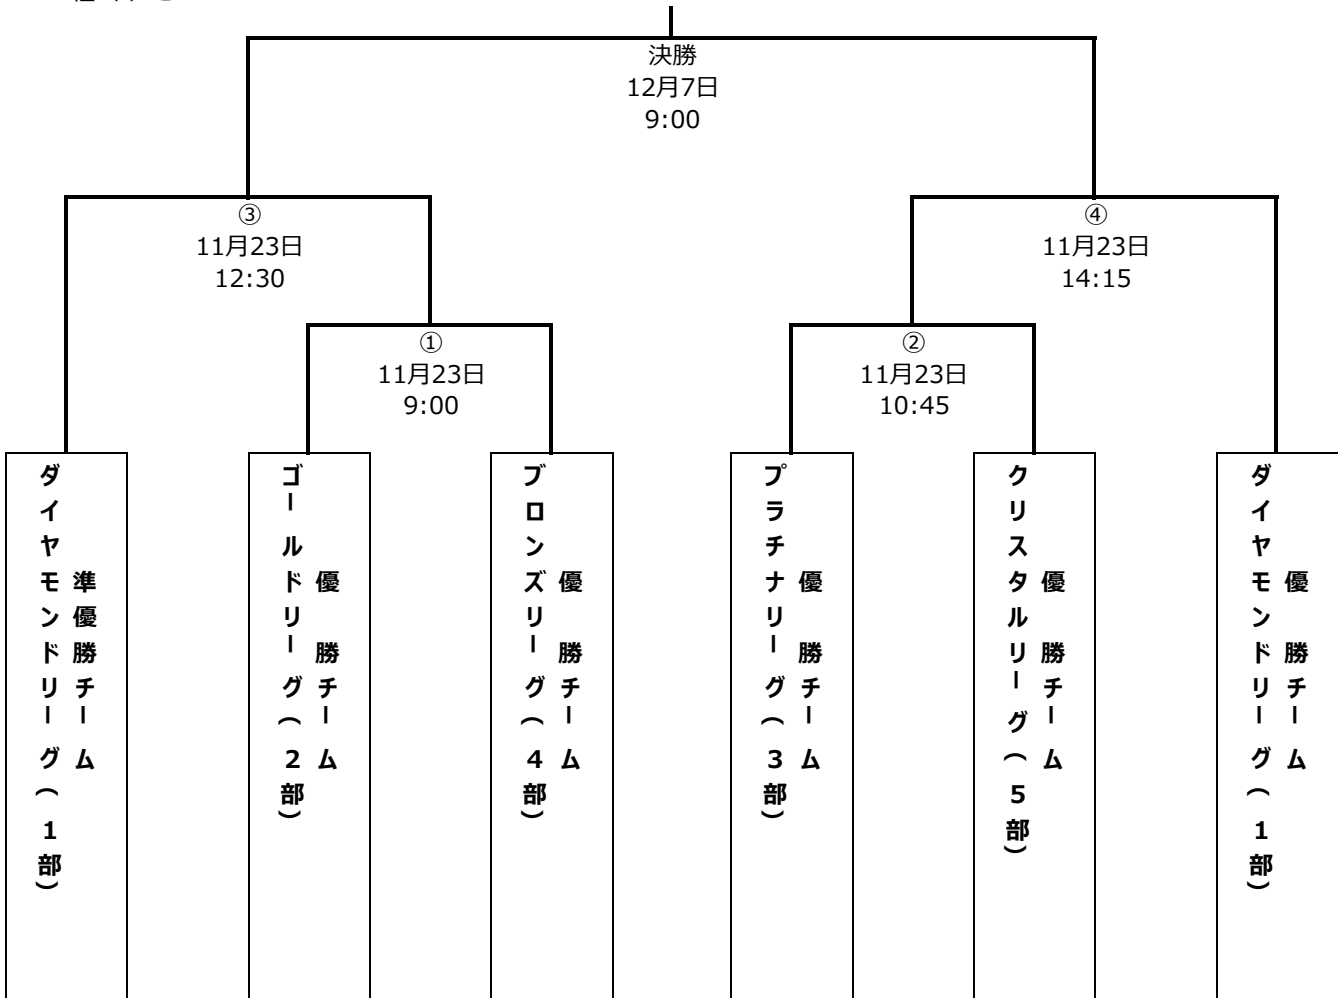 決勝
12月7日
9:00
③
11月23日
12:30
④
11月23日
14:15
①
11月23日
9:00
②
11月23日
10:45
ダイヤモンドリーグ(1部)
準優勝チーム
ゴールドリーグ(2部)
優勝チーム
ブロンズリーグ(4部)
優勝チーム
プラチナリーグ(3部)
優勝チーム
クリスタルリーグ(5部)
優勝チーム
ダイヤモンドリーグ(1部)
優勝チーム